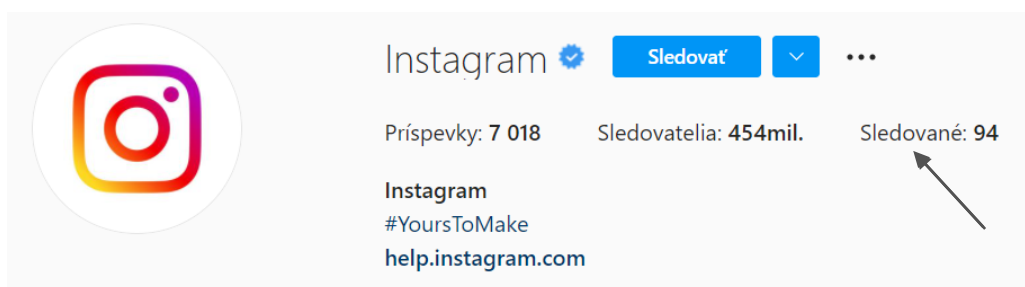 Instagram Sledovať
Príspevky: 7 018 Sledovatelia: 454mil. Sledované: 94
Instagram
#YoursToMake
help.instagram.com